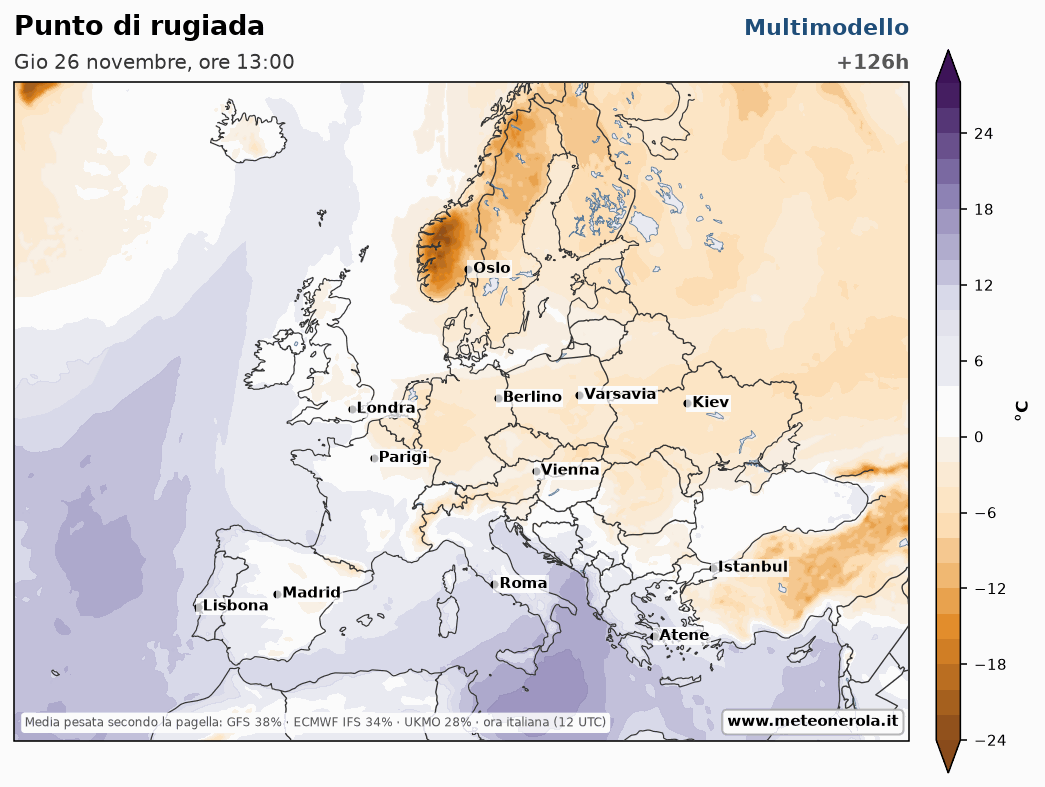 Punto di rugiada
Multimodello
Gio 26 novembre, ore 13:00
+126h
Oslo
Berlino
Varsavia
Kiev
Londra
Parigi
Vienna
Istanbul
Roma
Madrid
Lisbona
Atene
24
18
12
6
0
−6
−12
−18
−24
°C
Media pesata secondo la pagella: GFS 38% · ECMWF IFS 34% · UKMO 28% · ora italiana (12 UTC)
www.meteonerola.it